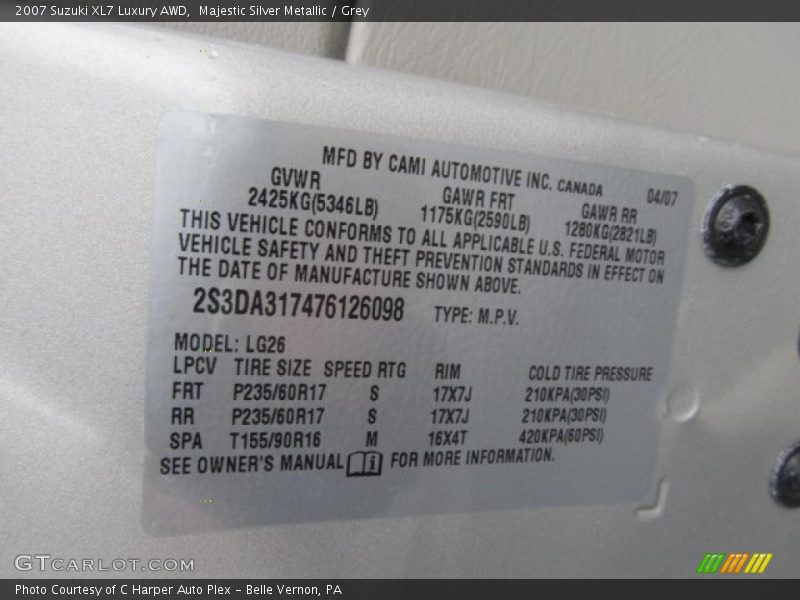 2007 Suzuki XL7 Luxury AWD,  Majestic Silver Metallic / Grey
MFD BY CAMI AUTOMOTIVE INC. CANADA 04/07
GVWR GAWR FRT GAWR RR
2425KG(5346LB) 1175KG(2590LB) 1280KG(2821LB)
THIS VEHICLE CONFORMS TO ALL APPLICABLE U.S. FEDERAL MOTOR
VEHICLE SAFETY AND THEFT PREVENTION STANDARDS IN EFFECT ON
THE DATE OF MANUFACTURE SHOWN ABOVE.
2S3DA317476126098 TYPE: M.P.V.
MODEL: LG26
LPCV TIRE SIZE SPEED RTG RIM COLD TIRE PRESSURE
FRT P235/60R17 S 17X7J 210KPA(30PSI)
RR P235/60R17 S 17X7J 210KPA(30PSI)
SPA T155/90R16 M 16X4T 420KPA(60PSI)
SEE OWNER'S MANUAL i FOR MORE INFORMATION.
GTCARLOT.COM
Photo Courtesy of C Harper Auto Plex - Belle Vernon, PA